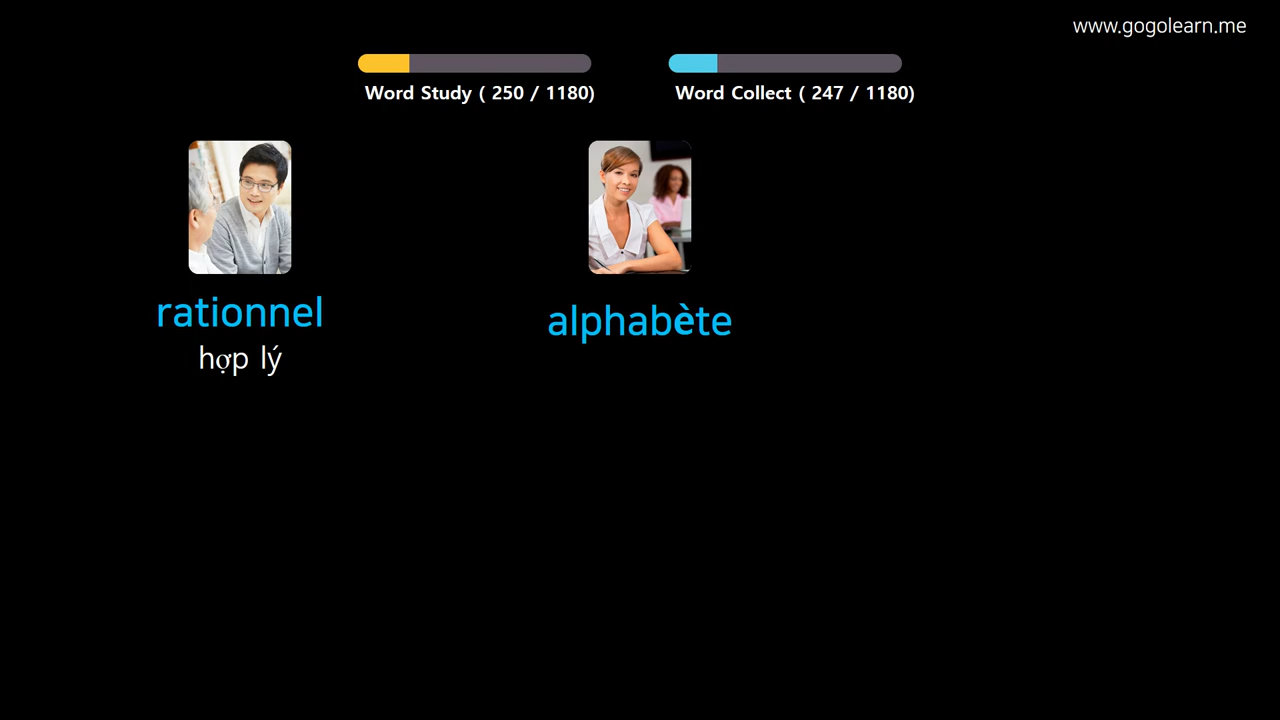 www.gogolearn.me
Word Study ( 250 / 1180)
Word Collect ( 247 / 1180)
rationnel
hợp lý
alphabète